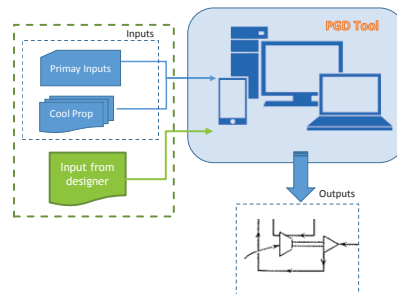 PGD Tool
Inputs
Primay Inputs
Cool Prop
Input from
designer
Outputs